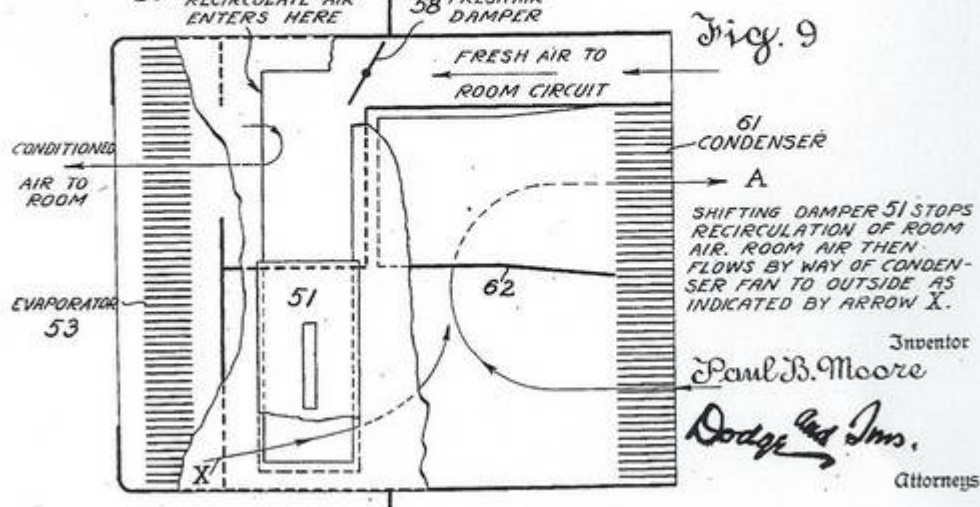 RECIRCULATE AIR
ENTERS HERE
58 FRESH AIR
DAMPER
Fig. 9
FRESH AIR TO
ROOM CIRCUIT
61
CONDENSER
CONDITIONED
AIR TO
ROOM
A
SHIFTING DAMPER 51 STOPS
RECIRCULATION OF ROOM
AIR. ROOM AIR THEN
FLOWS BY WAY OF CONDEN-
SER FAN TO OUTSIDE AS
INDICATED BY ARROW X.
EVAPORATOR
53
51
62
Inventor
Paul B. Moore
Dodge and Sons.
Attorneys
X